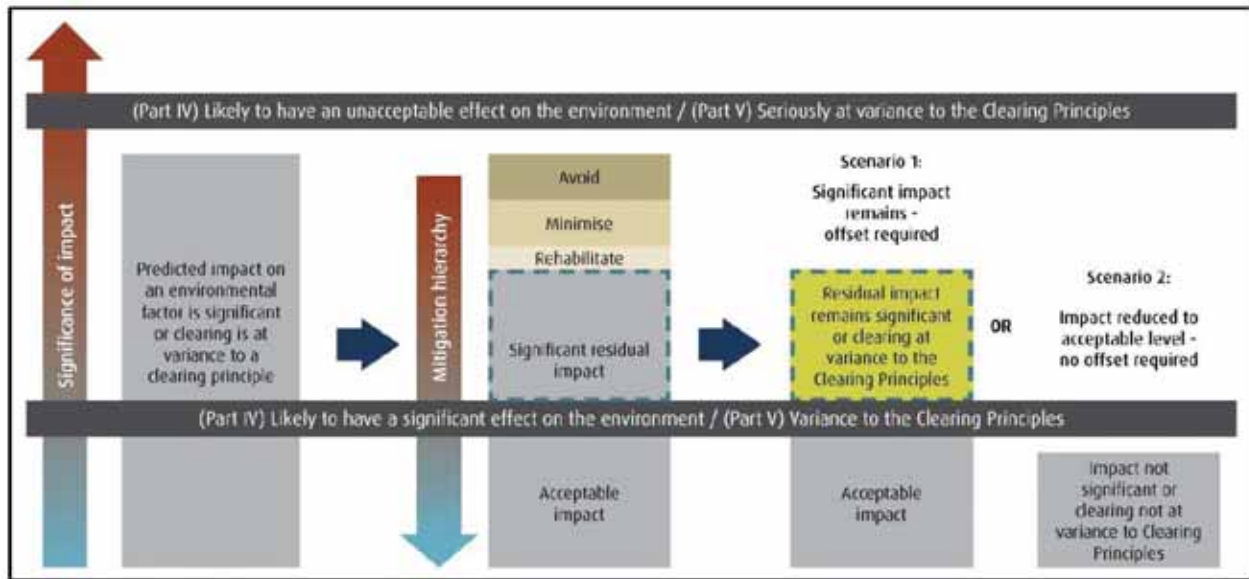 (Part IV) Likely to have an unacceptable effect on the environment / (Part V) Seriously at variance to the Clearing Principles
Significance of impact
Predicted impact on
an environmental
factor is significant
or clearing is at
variance to a
clearing principle
Mitigation hierarchy
Avoid
Minimise
Rehabilitate
Significant residual
impact
Scenario 1:
Significant impact
remains -
offset required
Residual impact
remains significant
or clearing at
variance to the
Clearing Principles
OR
Scenario 2:
Impact reduced to
acceptable level -
no offset required
(Part IV) Likely to have a significant effect on the environment / (Part V) Variance to the Clearing Principles
Acceptable
impact
Acceptable
impact
Impact not
significant or
clearing not at
variance to Clearing
Principles